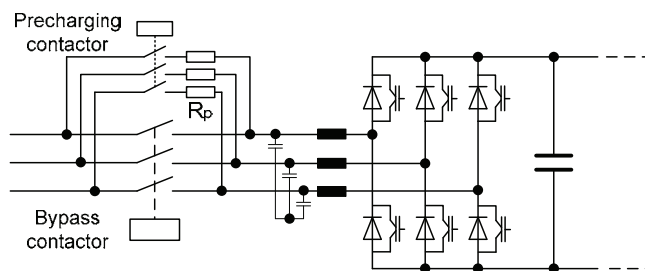 Precharging
contactor
Rp
Bypass
contactor